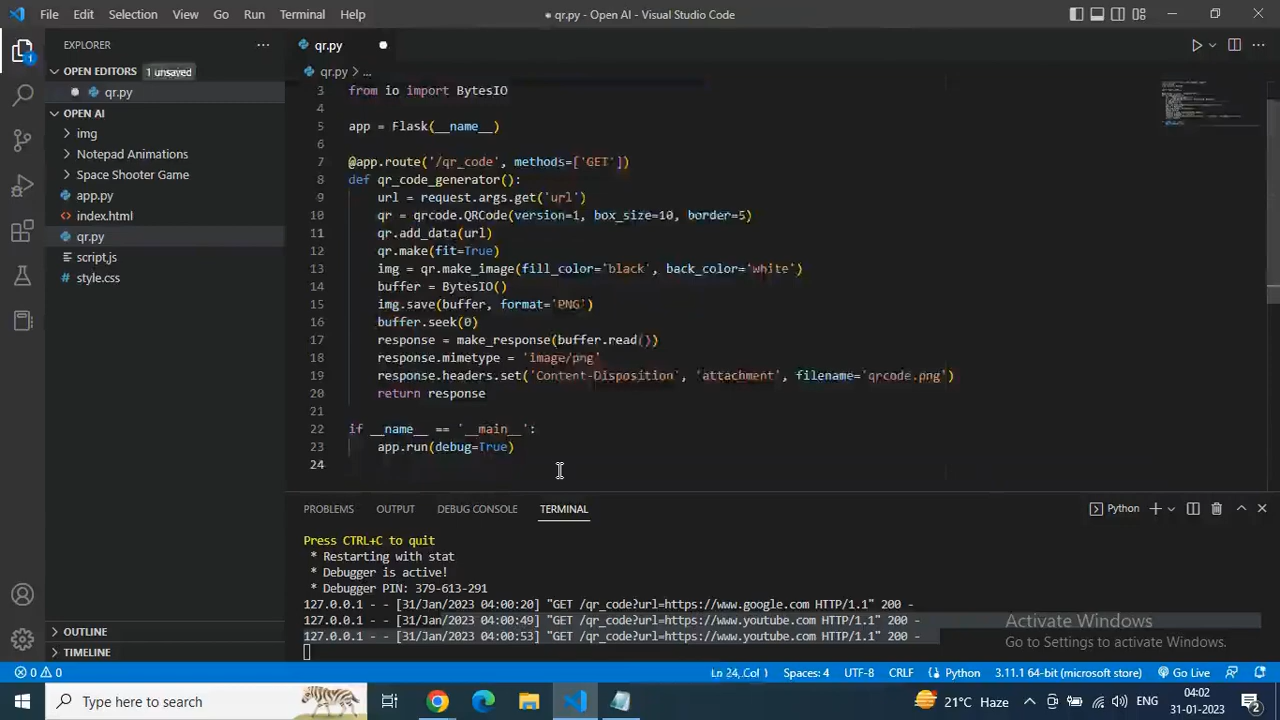 File Edit Selection View Go Run Terminal Help
● qr.py - Open AI - Visual Studio Code
EXPLORER
OPEN EDITORS 1 unsaved
qr.py
OPEN AI
img
Notepad Animations
Space Shooter Game
app.py
index.html
qr.py
script.js
style.css
OUTLINE
TIMELINE
1
qr.py
qr.py > ...
3 from io import BytesIO
4
5 app = Flask(__name__)
6
7 @app.route('/qr_code', methods=['GET'])
8 def qr_code_generator():
9 url = request.args.get('url')
10 qr = qrcode.QRCode(version=1, box_size=10, border=5)
11 qr.add_data(url)
12 qr.make(fit=True)
13 img = qr.make_image(fill_color='black', back_color='white')
14 buffer = BytesIO()
15 img.save(buffer, format='PNG')
16 buffer.seek(0)
17 response = make_response(buffer.read())
18 response.mimetype = 'image/png'
19 response.headers.set('Content-Disposition', 'attachment', filename='qrcode.png')
20 return response
21
22 if __name__ == '__main__':
23 app.run(debug=True)
24
PROBLEMS OUTPUT DEBUG CONSOLE TERMINAL
Python
Press CTRL+C to quit
* Restarting with stat
* Debugger is active!
* Debugger PIN: 379-613-291
127.0.0.1 - - [31/Jan/2023 04:00:20] "GET /qr_code?url=https://www.google.com HTTP/1.1" 200 -
127.0.0.1 - - [31/Jan/2023 04:00:49] "GET /qr_code?url=https://www.youtube.com HTTP/1.1" 200 -
127.0.0.1 - - [31/Jan/2023 04:00:53] "GET /qr_code?url=https://www.youtube.com HTTP/1.1" 200 -
Activate Windows
Go to Settings to activate Windows.
0 0 Ln 24, Col 1 Spaces: 4 UTF-8 CRLF Python 3.11.1 64-bit (microsoft store) Go Live
Type here to search
21°C Haze
ENG
04:02
31-01-2023
2